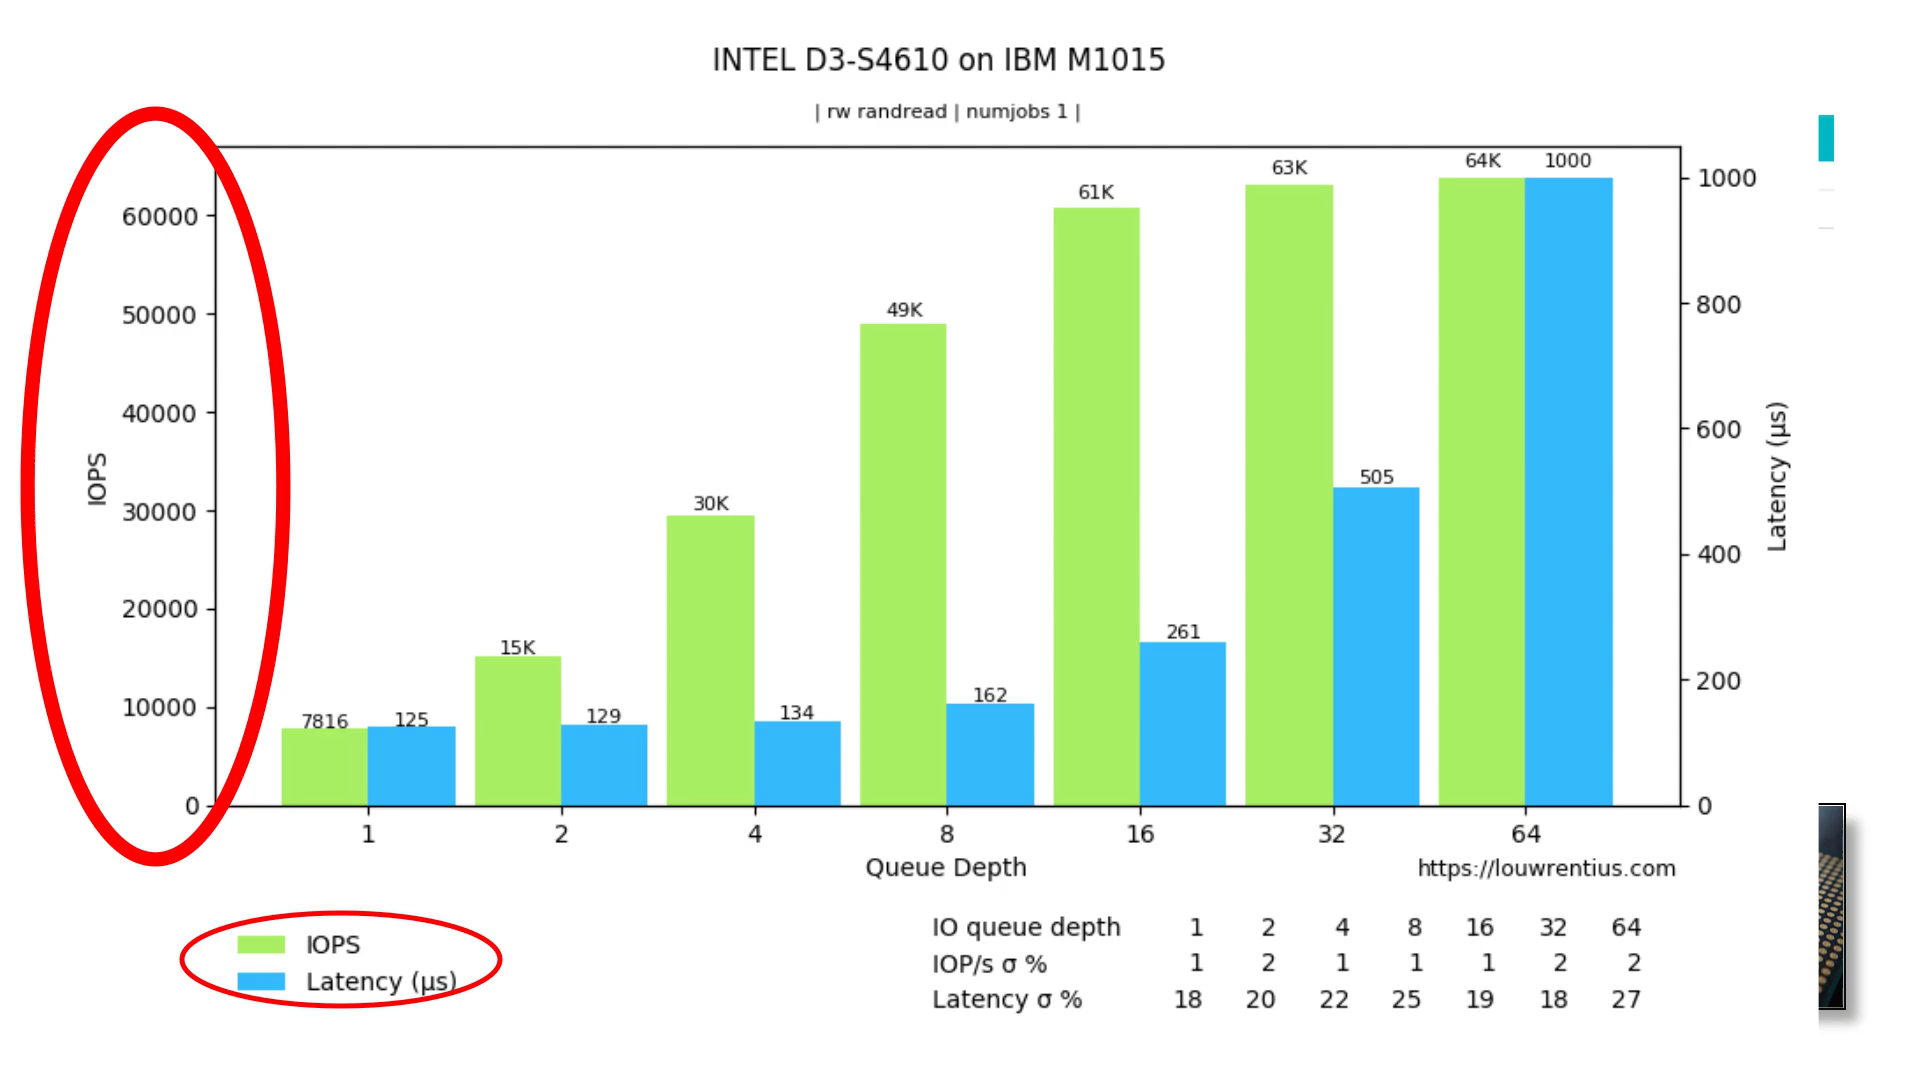 INTEL D3-S4610 on IBM M1015
| rw randread | numjobs 1 |
IOPS
60000
50000
40000
30000
20000
10000
0
7816
125
15K
129
30K
134
49K
162
61K
261
63K
505
64K
1000
1000
800
600
400
200
0
Latency (µs)
1 2 4 8 16 32 64
Queue Depth
https://louwrentius.com
IOPS
Latency (µs)
IO queue depth 1 2 4 8 16 32 64
IOP/s σ % 1 2 1 1 1 2 2
Latency σ % 18 20 22 25 19 18 27